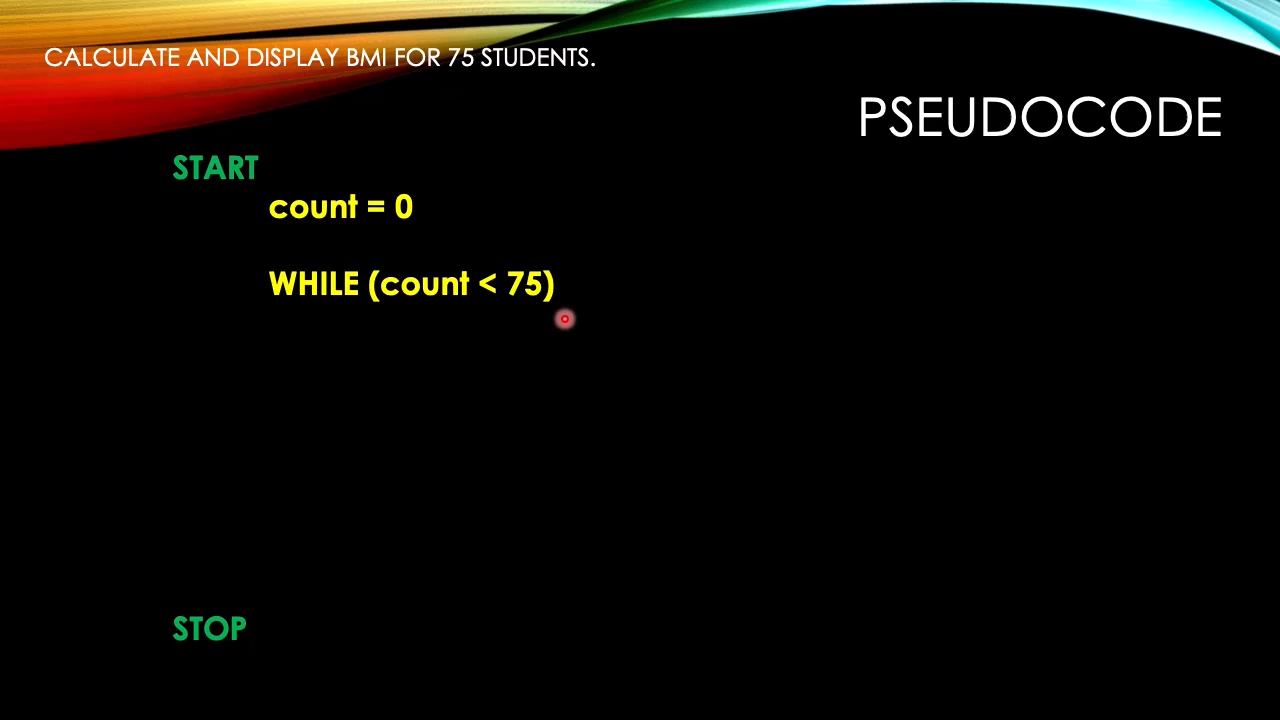 CALCULATE AND DISPLAY BMI FOR 75 STUDENTS.
PSEUDOCODE
START
count = 0
WHILE (count < 75)
STOP